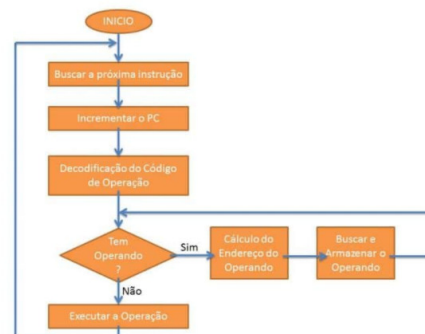 INICIO
Buscar a próxima instrução
Incrementar o PC
Decodificação do Código
de Operação
Tem
Operando
?
Sim
Cálculo do
Endereço do
Operando
Buscar e
Armazenar o
Operando
Não
Executar a Operação